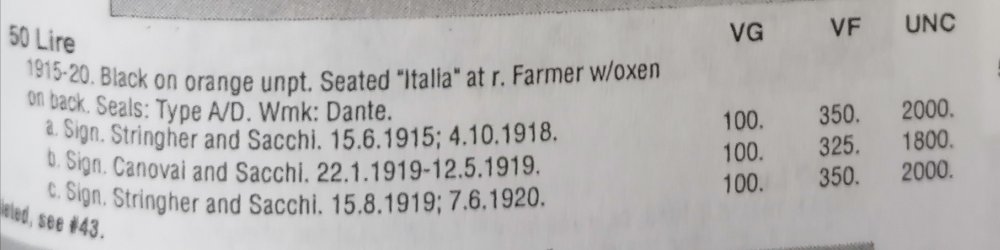 50 Lire VG VF UNC
1915-20. Black on orange unpt. Seated "Italia" at r. Farmer w/oxen
on back. Seals: Type A/D. Wmk: Dante.
a. Sign. Stringher and Sacchi. 15.6.1915; 4.10.1918. 100. 350. 2000.
b. Sign. Canovai and Sacchi. 22.1.1919-12.5.1919. 100. 325. 1800.
c. Sign. Stringher and Sacchi. 15.8.1919; 7.6.1920. 100. 350. 2000.
see #43.